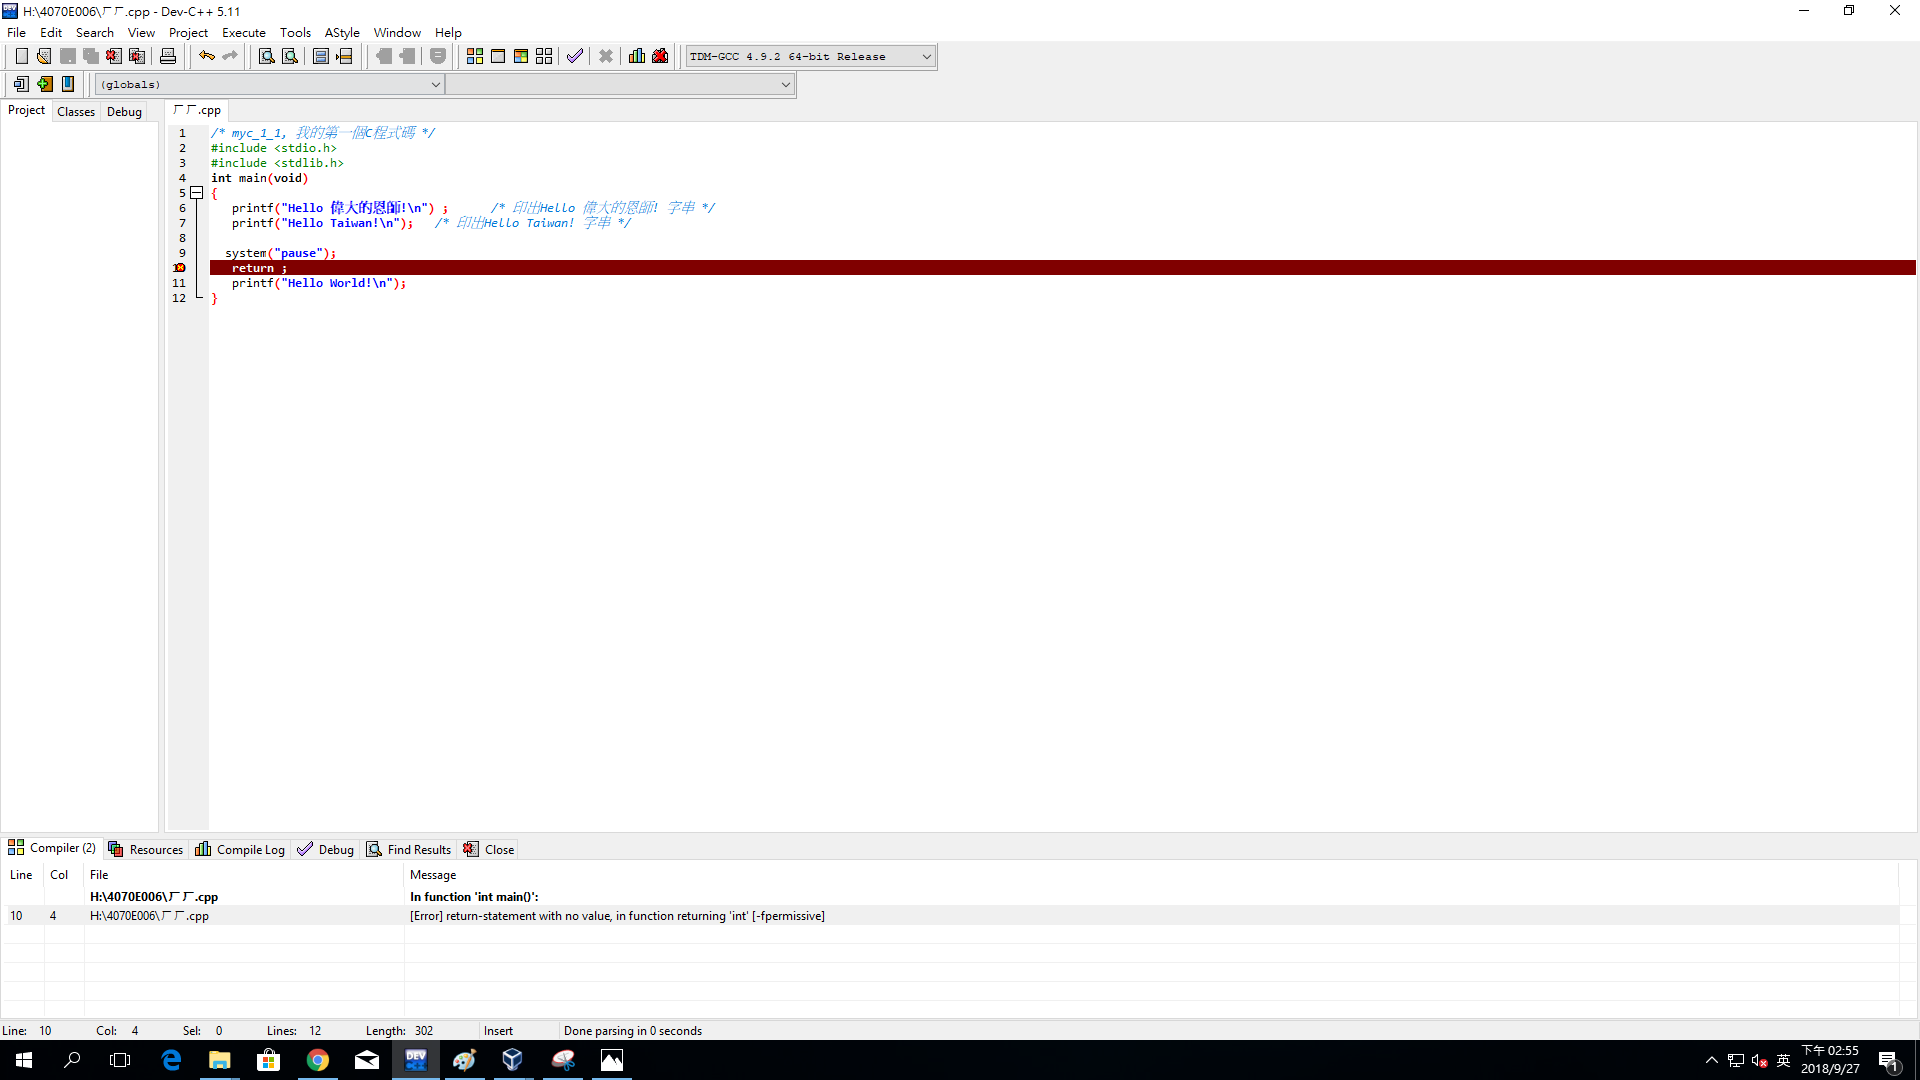 H:\4070E006\ㄏㄏ.cpp - Dev-C++ 5.11
File Edit Search View Project Execute Tools AStyle Window Help
TDM-GCC 4.9.2 64-bit Release
(globals)
Project Classes Debug
ㄏㄏ.cpp
1 /* myc_1_1, 我的第一個C程式碼 */
2 #include <stdio.h>
3 #include <stdlib.h>
4 int main(void)
5 {
6 printf("Hello 偉大的恩師!\n") ; /* 印出Hello 偉大的恩師! 字串 */
7 printf("Hello Taiwan!\n"); /* 印出Hello Taiwan! 字串 */
8
9 system("pause");
10 return ;
11 printf("Hello World!\n");
12 }
Compiler (2) Resources Compile Log Debug Find Results Close
Line Col File Message
H:\4070E006\ㄏㄏ.cpp In function 'int main()':
10 4 H:\4070E006\ㄏㄏ.cpp [Error] return-statement with no value, in function returning 'int' [-fpermissive]
Line: 10 Col: 4 Sel: 0 Lines: 12 Length: 302 Insert Done parsing in 0 seconds
DEV
英
下午 02:55
2018/9/27
1